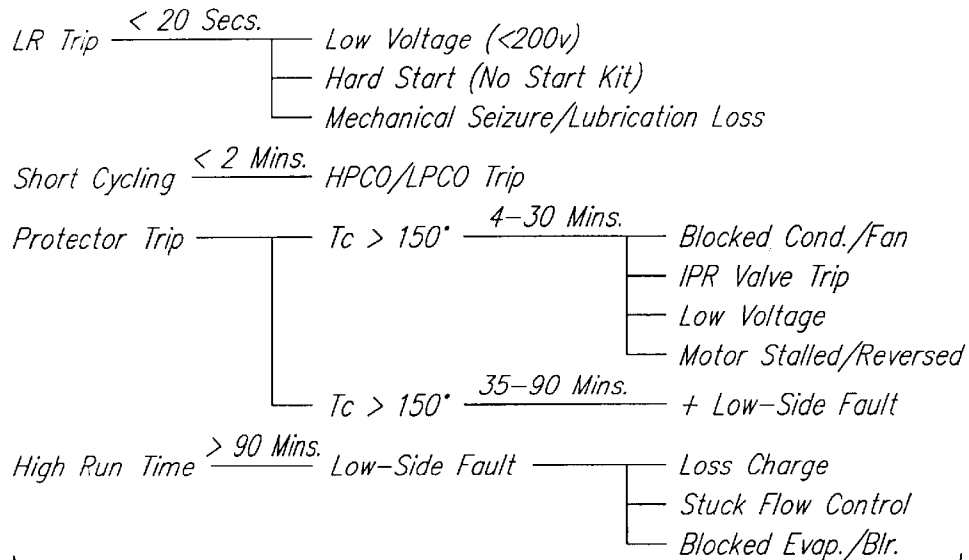 LR Trip < 20 Secs. Low Voltage (<200v)
Hard Start (No Start Kit)
Mechanical Seizure/Lubrication Loss
Short Cycling < 2 Mins. HPCO/LPCO Trip
Protector Trip Tc > 150° 4-30 Mins. Blocked Cond./Fan
IPR Valve Trip
Low Voltage
Motor Stalled/Reversed
Tc > 150° 35-90 Mins. + Low-Side Fault
High Run Time > 90 Mins. Low-Side Fault Loss Charge
Stuck Flow Control
Blocked Evap./Blr.